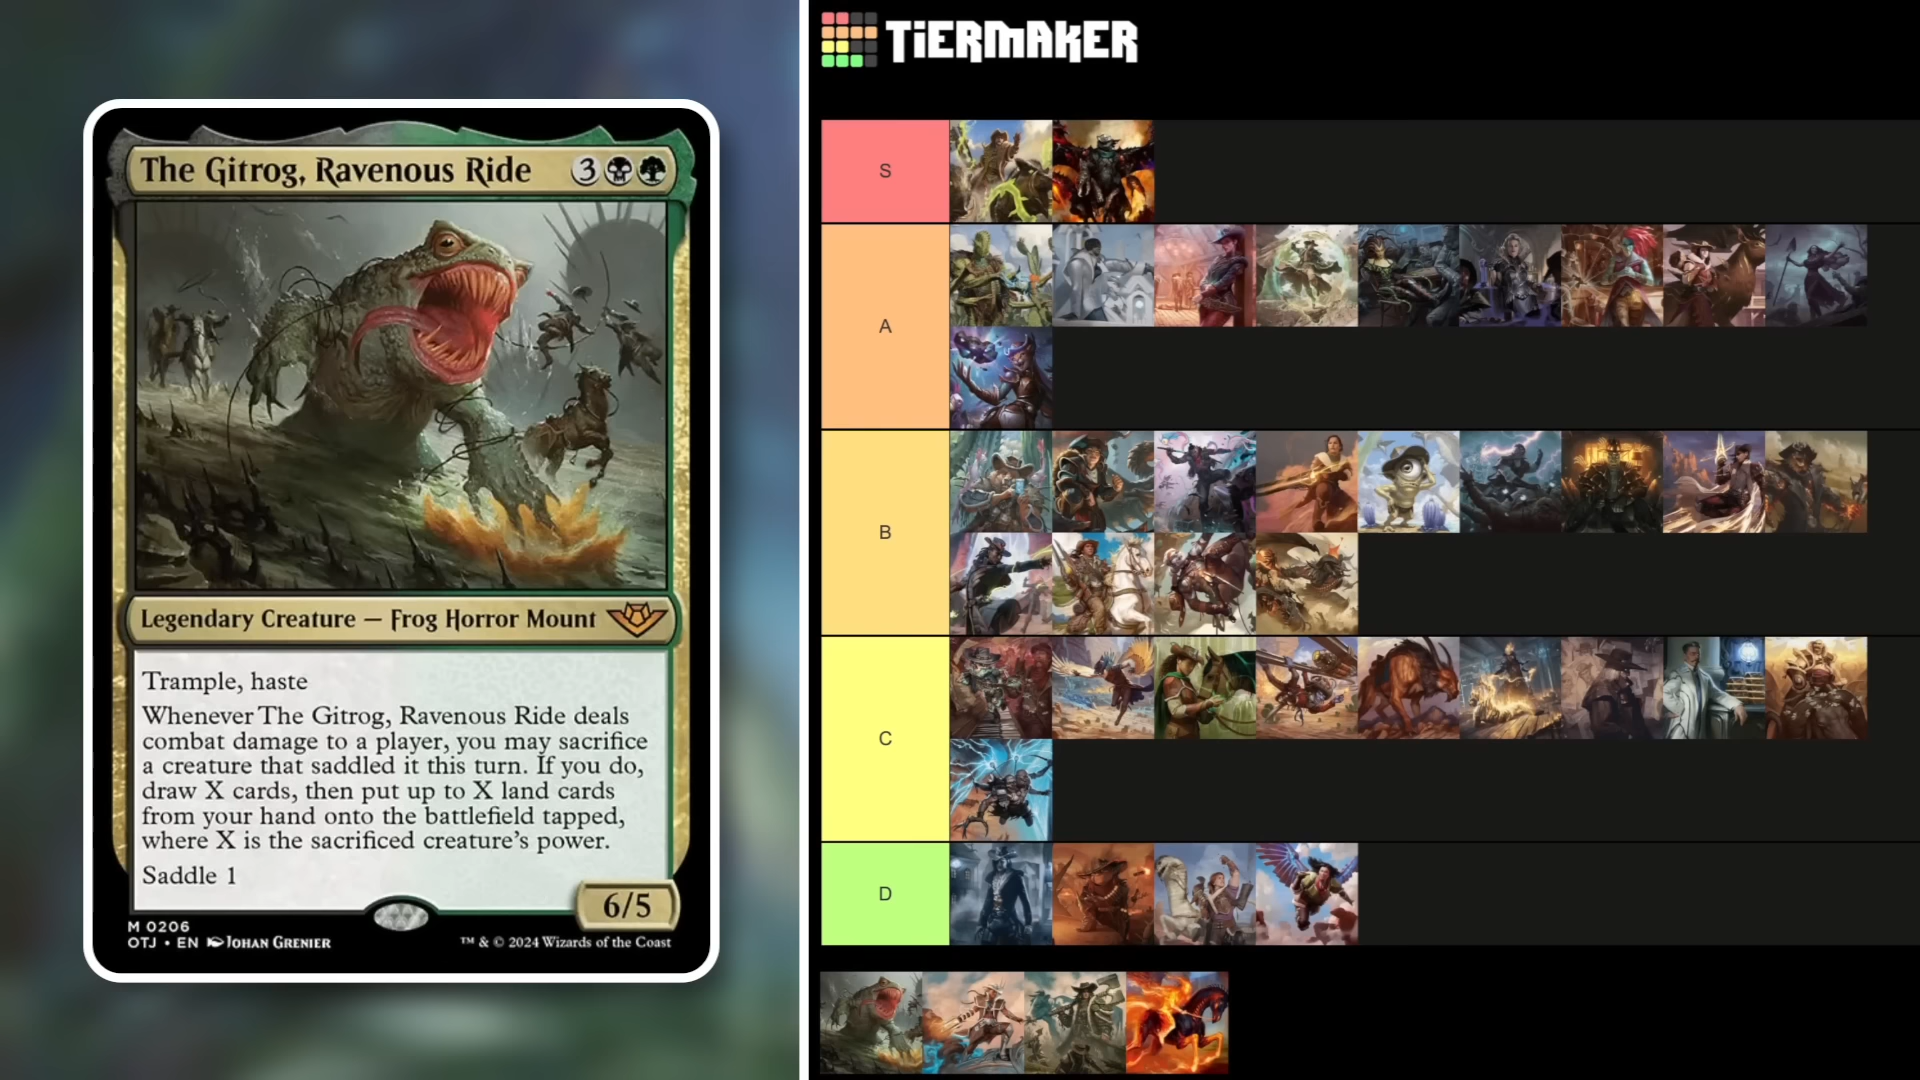 The Gitrog, Ravenous Ride 3
Legendary Creature — Frog Horror Mount
Trample, haste
Whenever The Gitrog, Ravenous Ride deals
combat damage to a player, you may sacrifice
a creature that saddled it this turn. If you do,
draw X cards, then put up to X land cards
from your hand onto the battlefield tapped,
where X is the sacrificed creature's power.
Saddle 1
6/5
M 0206
OTJ • EN Johan Grenier
™ & © 2024 Wizards of the Coast
TiERMAKER
S
A
B
C
D